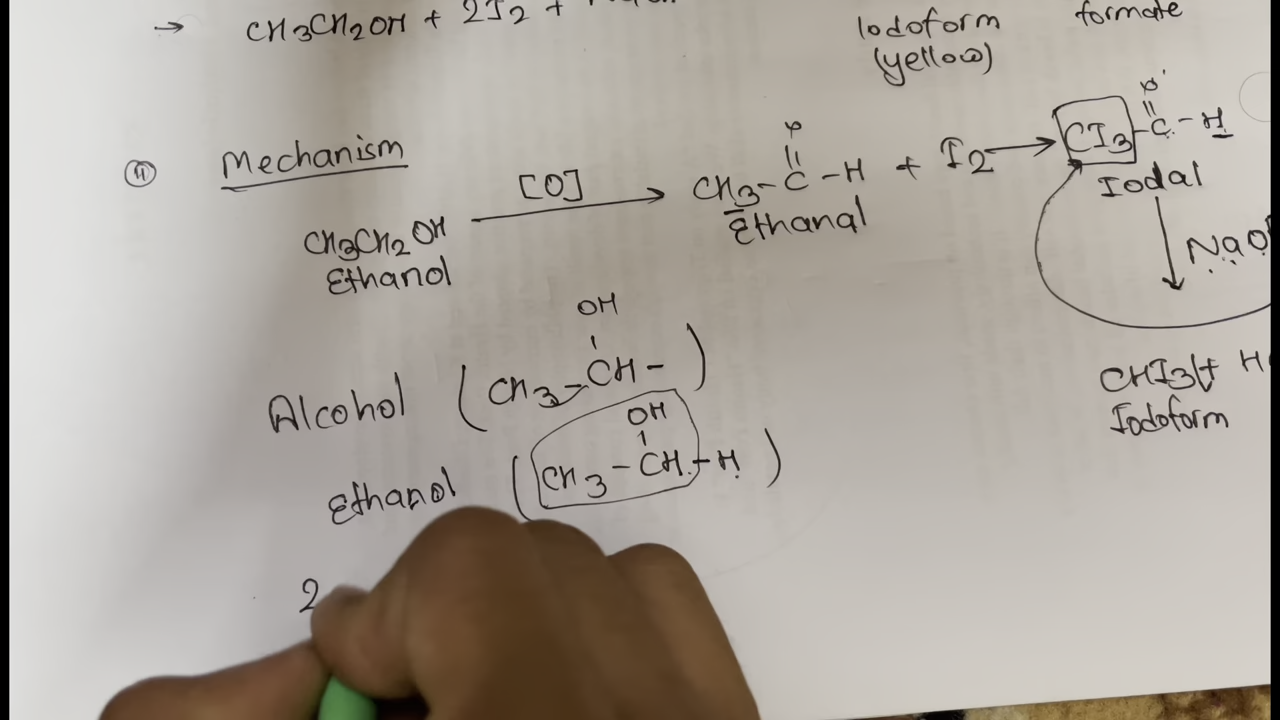 → CH3CH2OH + 2I2 +
Iodoform formate
(yellow)
(ii) Mechanism
CH3CH2OH [O] → CH3-C-H + I2 → CI3-C-H
Ethanol Ethanal Iodal
NaO
OH
Alcohol (CH3-CH-)
CHI3↓+ H
Iodoform
OH
Ethanol (CH3-CH-H)
2